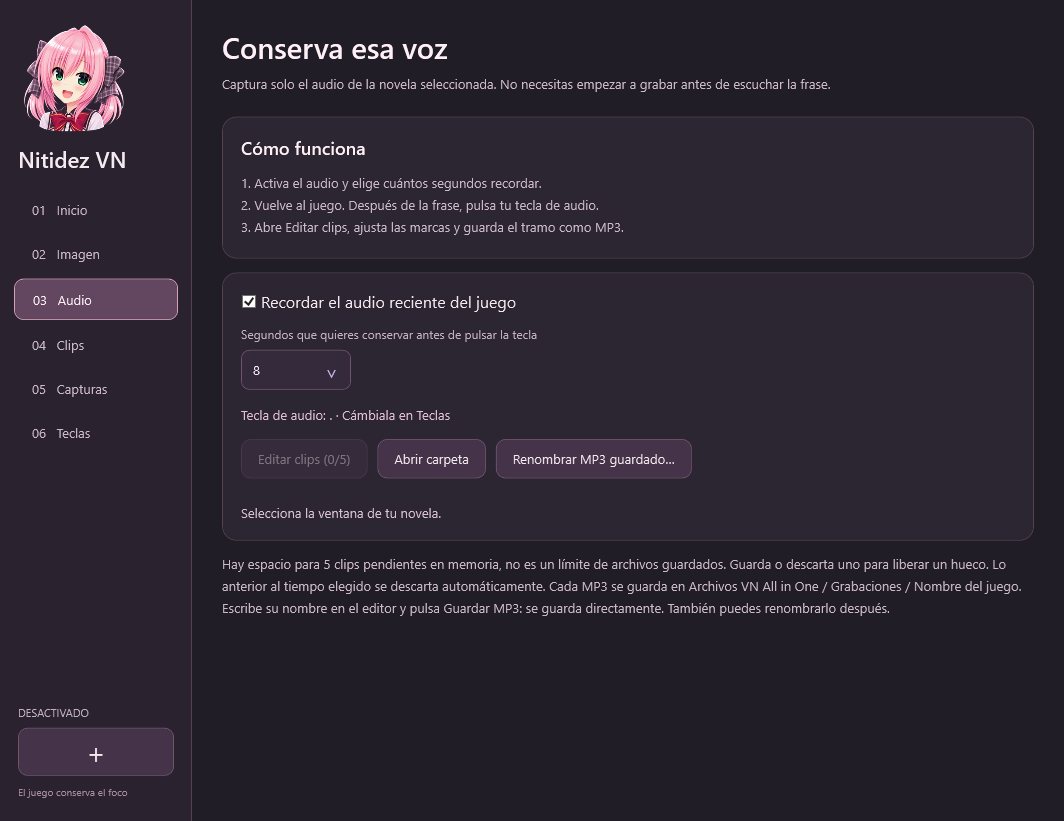 Nitidez VN
01 Inicio
02 Imagen
03 Audio
04 Clips
05 Capturas
06 Teclas
DESACTIVADO
+
El juego conserva el foco
Conserva esa voz
Captura solo el audio de la novela seleccionada. No necesitas empezar a grabar antes de escuchar la frase.
Cómo funciona
1. Activa el audio y elige cuántos segundos recordar.
2. Vuelve al juego. Después de la frase, pulsa tu tecla de audio.
3. Abre Editar clips, ajusta las marcas y guarda el tramo como MP3.
Recordar el audio reciente del juego
Segundos que quieres conservar antes de pulsar la tecla
8
Tecla de audio: . · Cámbiala en Teclas
Editar clips (0/5)
Abrir carpeta
Renombrar MP3 guardado...
Selecciona la ventana de tu novela.
Hay espacio para 5 clips pendientes en memoria, no es un límite de archivos guardados. Guarda o descarta uno para liberar un hueco. Lo
anterior al tiempo elegido se descarta automáticamente. Cada MP3 se guarda en Archivos VN All in One / Grabaciones / Nombre del juego.
Escribe su nombre en el editor y pulsa Guardar MP3: se guarda directamente. También puedes renombrarlo después.